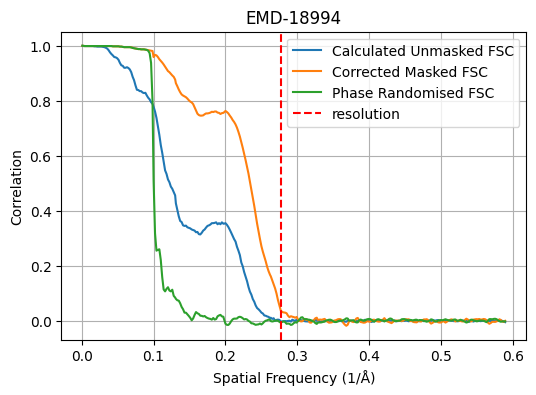 EMD-18994
Calculated Unmasked FSC
Corrected Masked FSC
Phase Randomised FSC
resolution
Correlation
1.0
0.8
0.6
0.4
0.2
0.0
0.0 0.1 0.2 0.3 0.4 0.5 0.6
Spatial Frequency (1/Å)